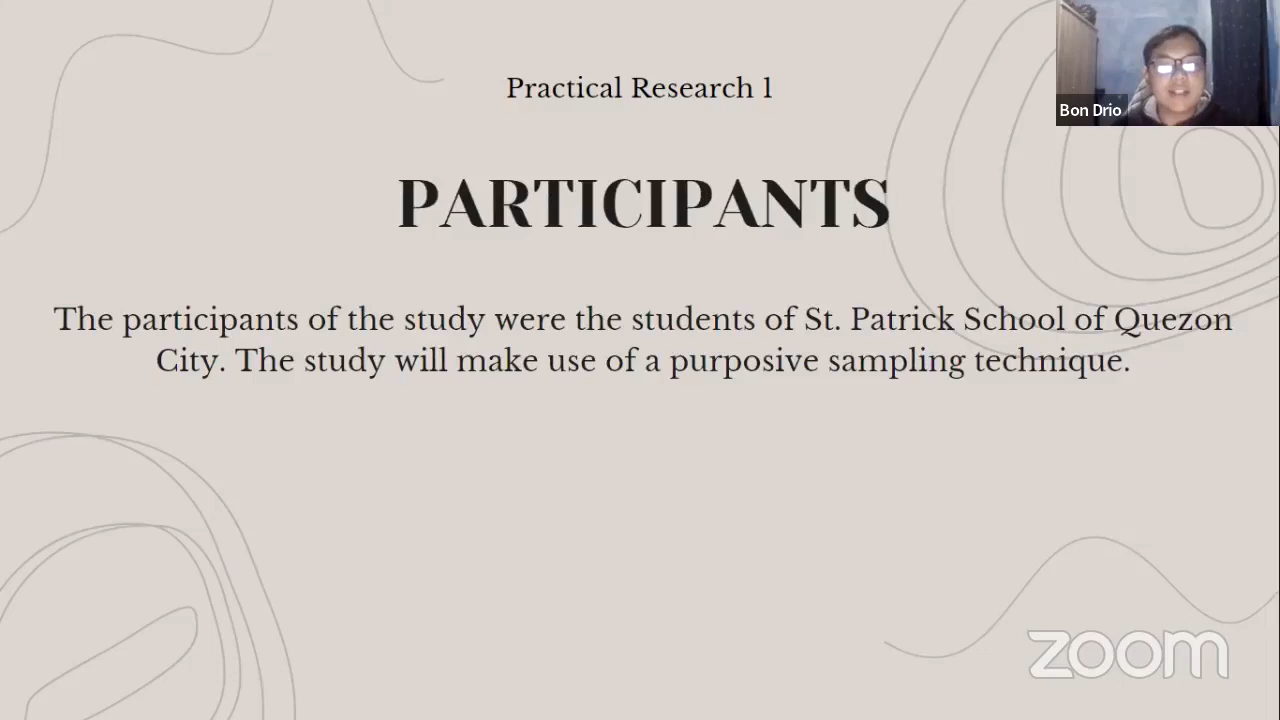 Practical Research 1
Bon Drio
PARTICIPANTS
The participants of the study were the students of St. Patrick School of Quezon
City. The study will make use of a purposive sampling technique.
zoom